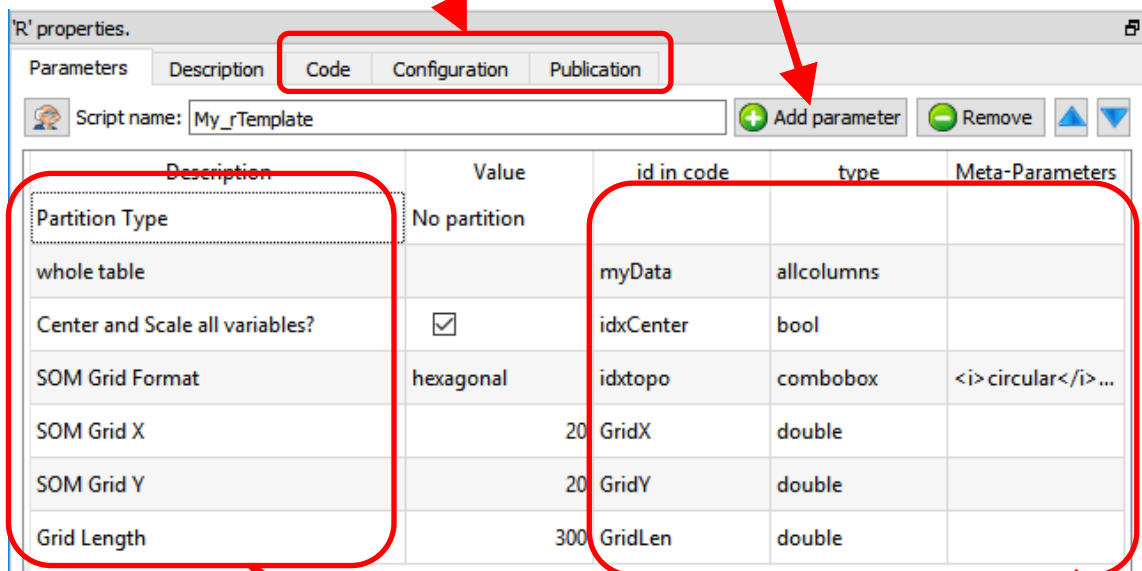 'R' properties.
Parameters Description Code Configuration Publication
Script name: My_rTemplate Add parameter Remove
Description Value id in code type Meta-Parameters
Partition Type No partition
whole table myData allcolumns
Center and Scale all variables? idxCenter bool
SOM Grid Format hexagonal idxtopo combobox <i>circular</i>...
SOM Grid X 20 GridX double
SOM Grid Y 20 GridY double
Grid Length 300 GridLen double